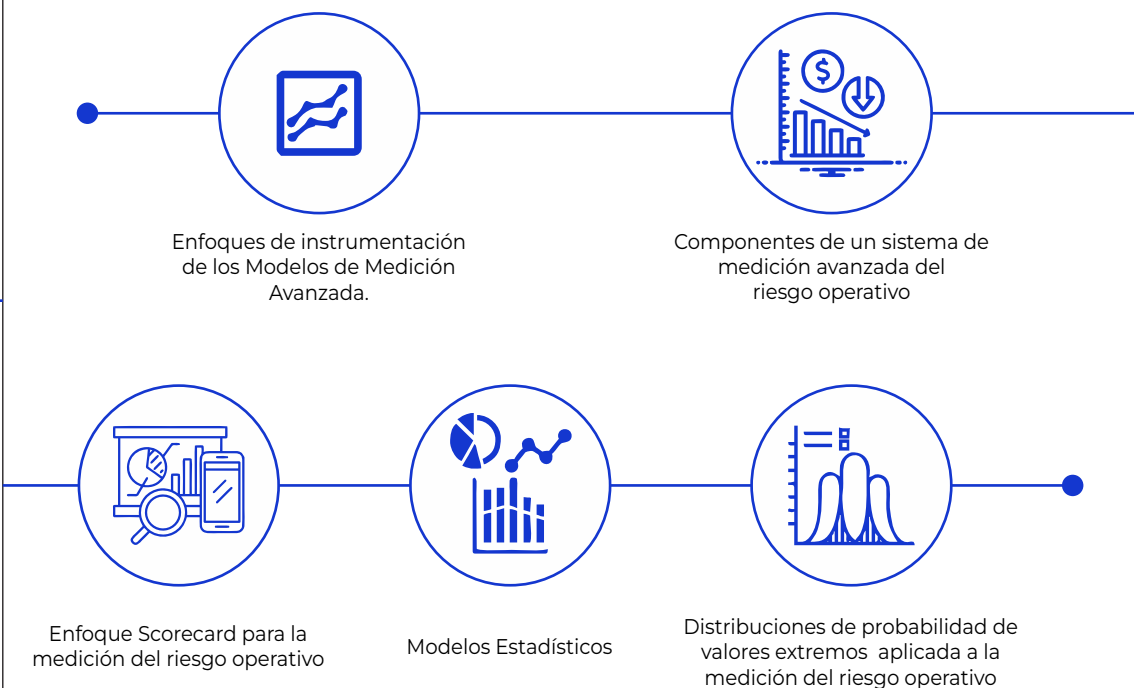 Enfoques de instrumentación
de los Modelos de Medición
Avanzada.
Componentes de un sistema de
medición avanzada del
riesgo operativo
Enfoque Scorecard para la
medición del riesgo operativo
Modelos Estadísticos
Distribuciones de probabilidad de
valores extremos aplicada a la
medición del riesgo operativo